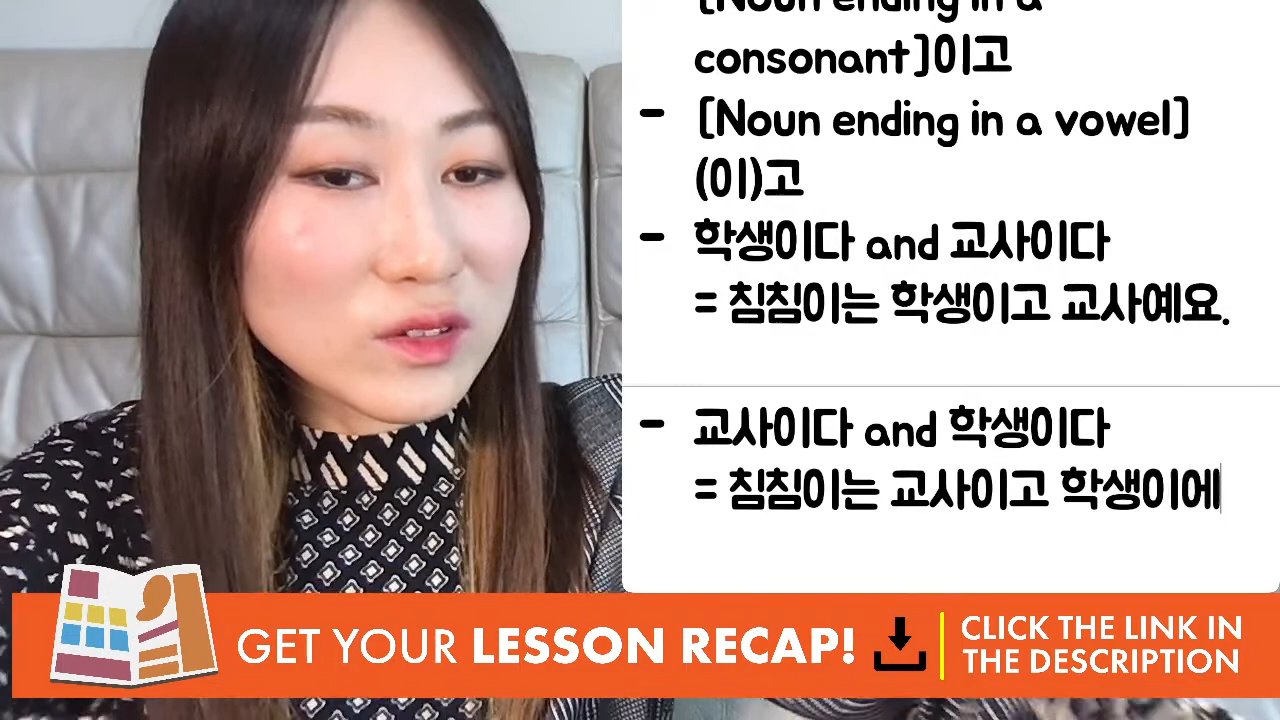 [Noun ending in a
consonant]이고
- [Noun ending in a vowel]
(이)고
- 학생이다 and 교사이다
= 침침이는 학생이고 교사예요.
- 교사이다 and 학생이다
= 침침이는 교사이고 학생이에
GET YOUR LESSON RECAP!
CLICK THE LINK IN
THE DESCRIPTION